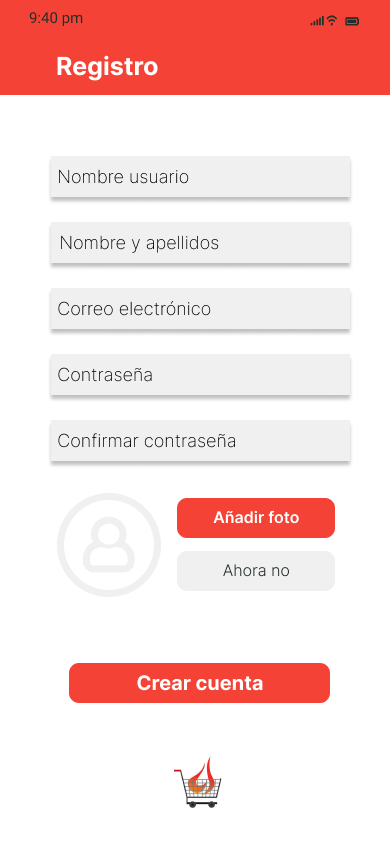 9:40 pm
Registro
Nombre usuario
Nombre y apellidos
Correo electrónico
Contraseña
Confirmar contraseña
Añadir foto
Ahora no
Crear cuenta